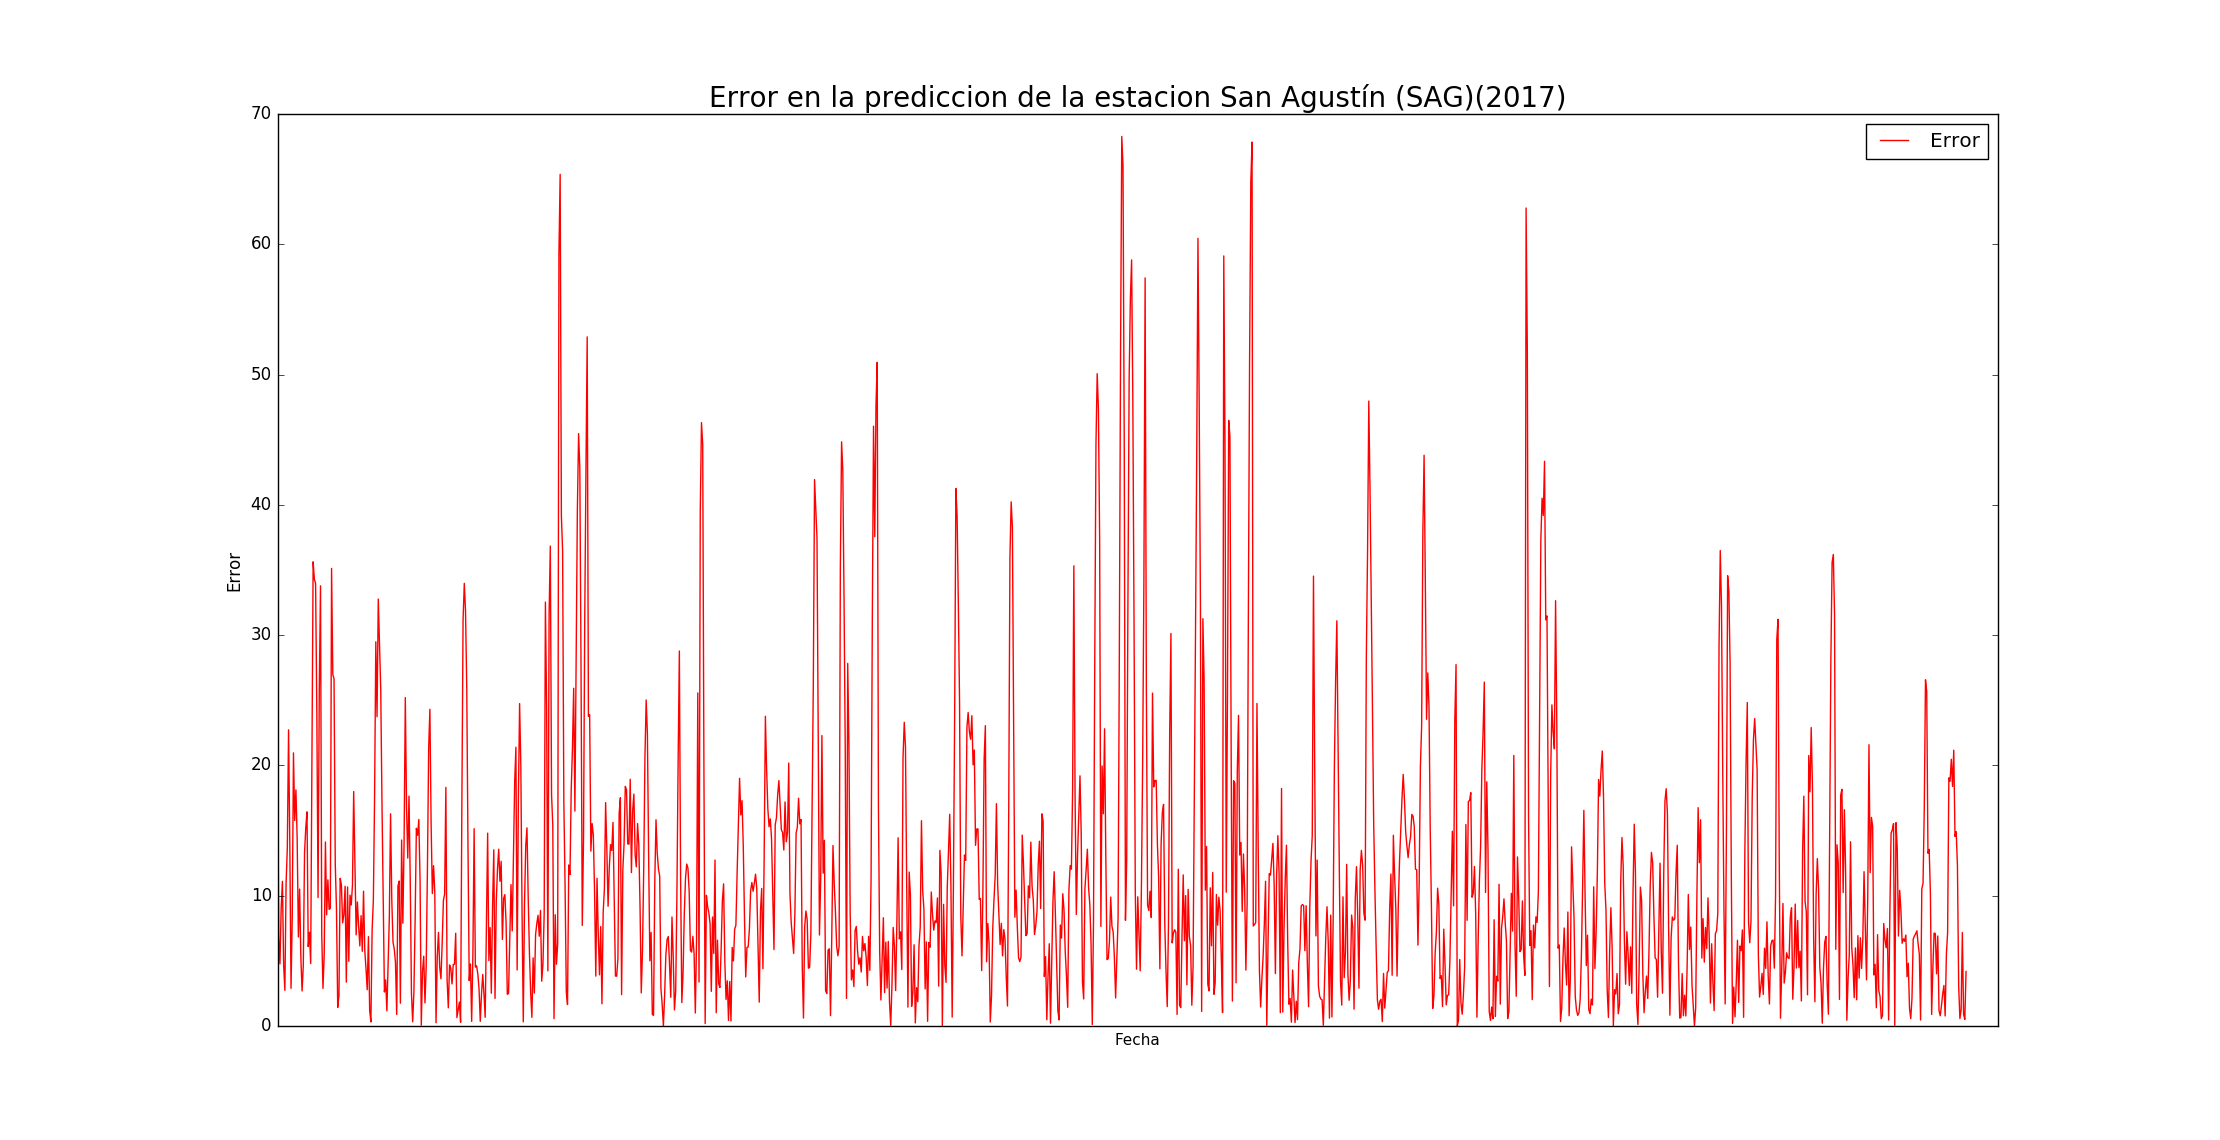 Error en la prediccion de la estacion San Agustín (SAG)(2017)
70
Error
60
50
40
Error
30
20
10
0
Fecha